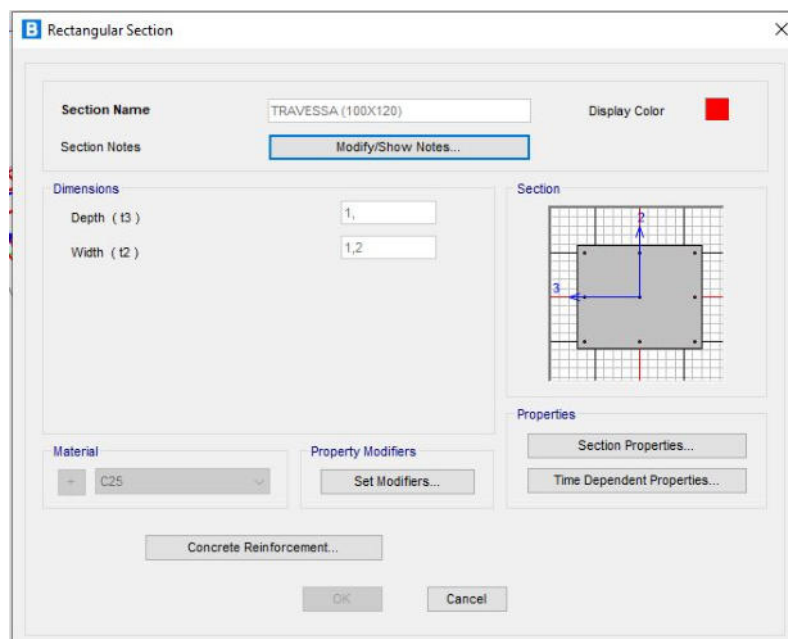 B Rectangular Section
Section Name TRAVESSA (100X120) Display Color
Section Notes Modify/Show Notes...
Dimensions
Depth ( t3 ) 1,
Width ( t2 ) 1,2
Section
2
3
Properties
Section Properties...
Time Dependent Properties...
Material
+ C25
Property Modifiers
Set Modifiers...
Concrete Reinforcement...
OK Cancel